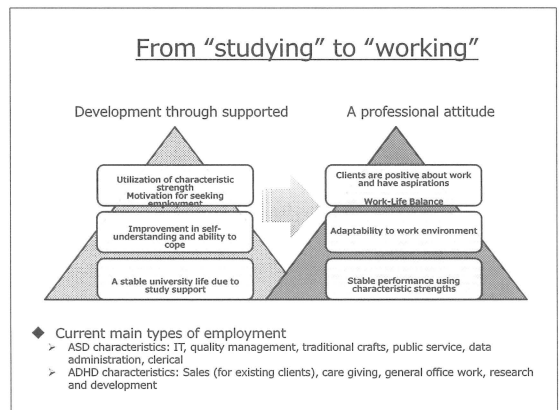 From “studying” to “working”
Development through supported
A professional attitude
Utilization of characteristic
strength
Motivation for seeking
employment
Improvement in self-
understanding and ability to
cope
A stable university life due to
study support
Clients are positive about work
and have aspirations
Work-Life Balance
Adaptability to work environment
Stable performance using
characteristic strengths
◆ Current main types of employment
➢ ASD characteristics: IT, quality management, traditional crafts, public service, data
administration, clerical
➢ ADHD characteristics: Sales (for existing clients), care giving, general office work, research
and development